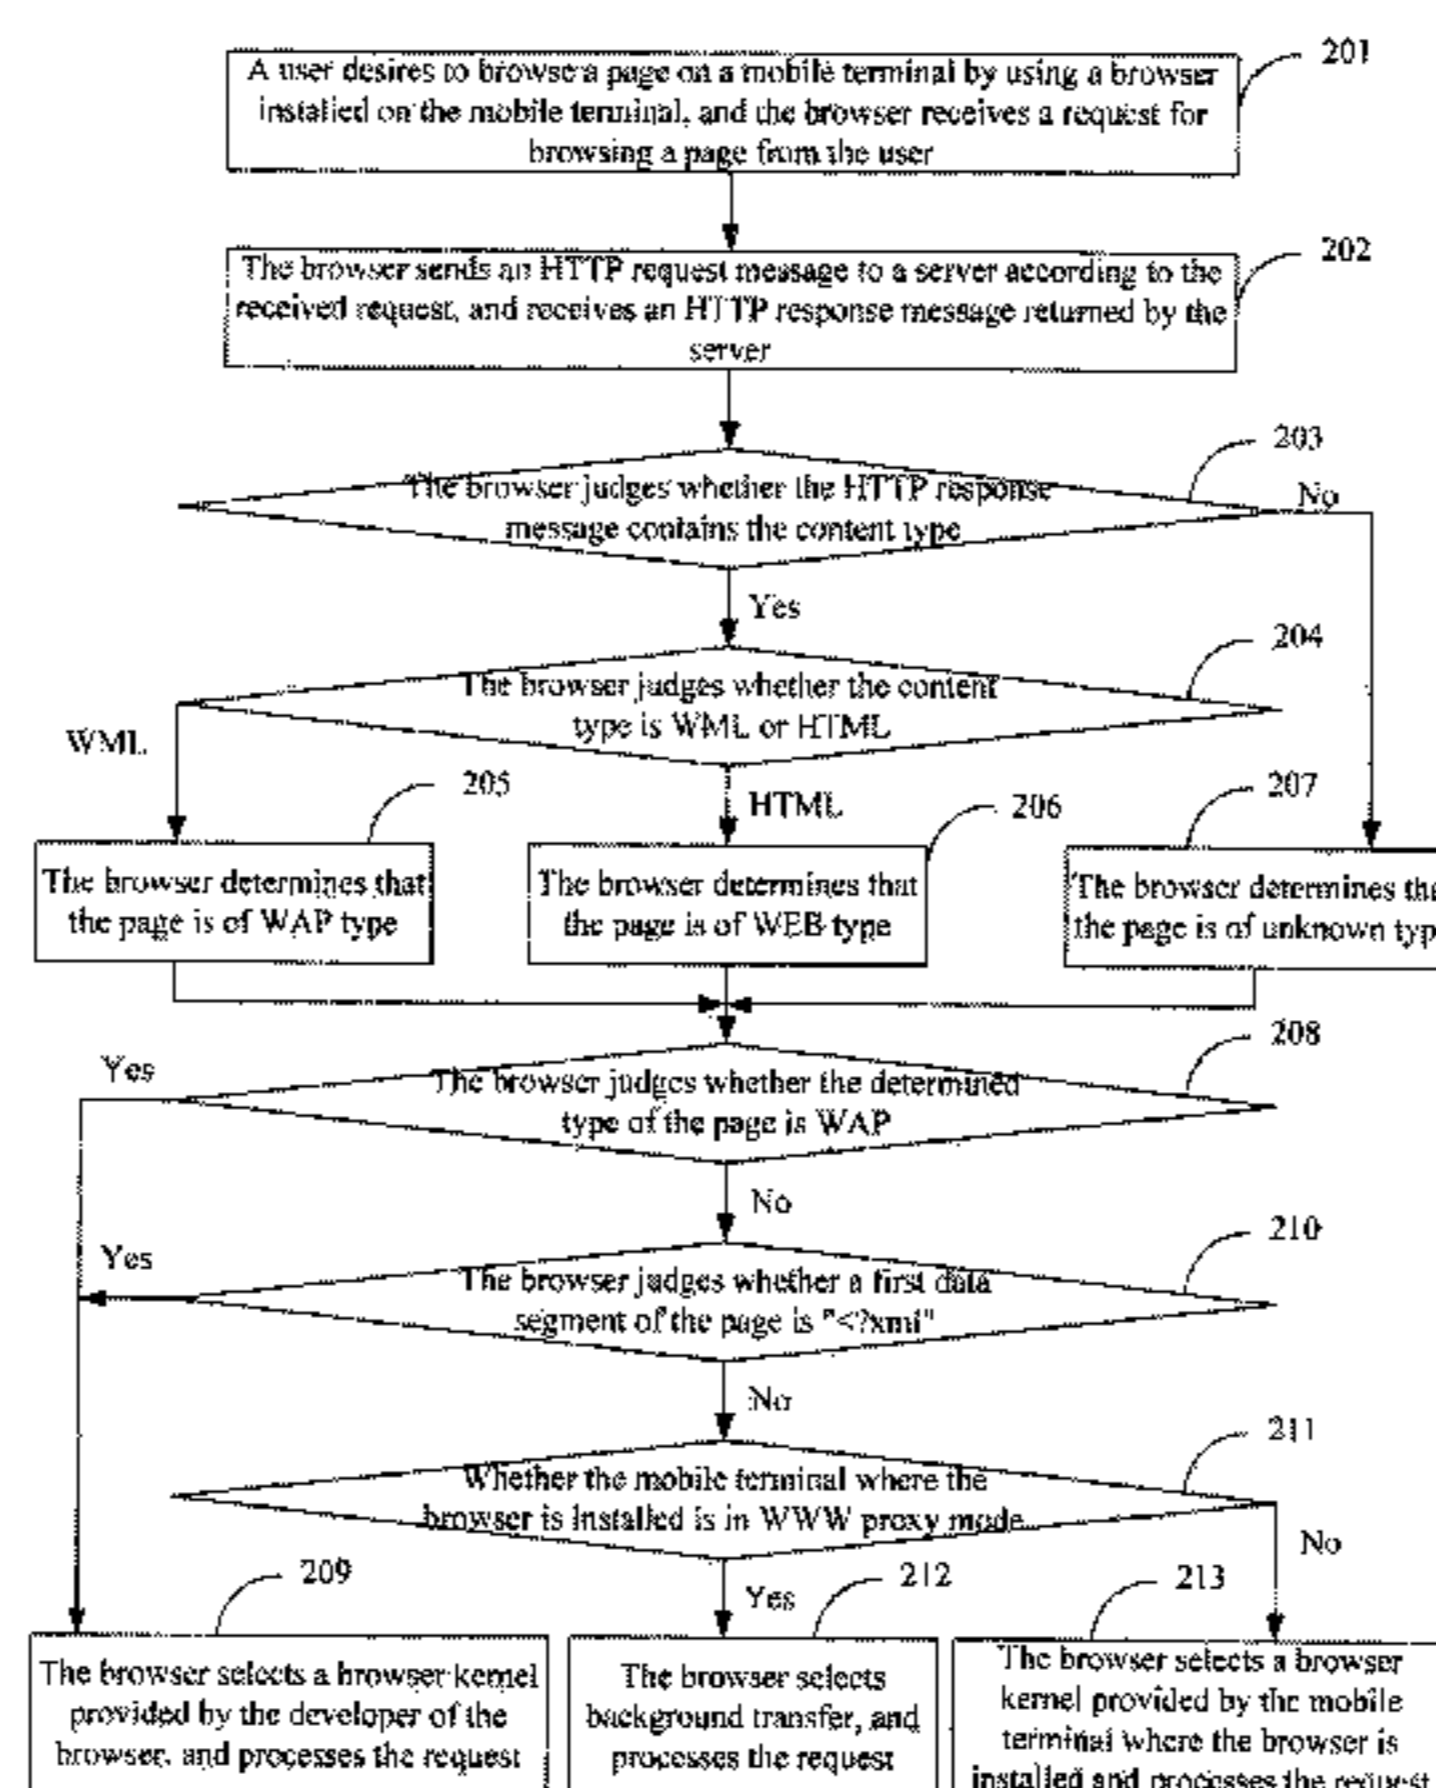 201
A user desires to browse a page on a mobile terminal by using a browser
installed on the mobile terminal, and the browser receives a request for
browsing a page from the user
202
The browser sends an HTTP request message to a server according to the
received request, and receives an HTTP response message returned by the
server
203
The browser judges whether the HTTP response
message contains the content type
No
Yes
204
The browser judges whether the content
type is WML or HTML
WML
HTML
205
The browser determines that
the page is of WAP type
206
The browser determines that
the page is of WEB type
207
The browser determines tha
the page is of unknown typ
208
The browser judges whether the determined
type of the page is WAP
Yes
No
210
The browser judges whether a first data
segment of the page is "<?xml"
Yes
No
211
Whether the mobile terminal where the
browser is installed is in WWW proxy mode
No
Yes
209
The browser selects a browser kernel
provided by the developer of the
browser, and processes the request
212
The browser selects
background transfer, and
processes the request
213
The browser selects a browser
kernel provided by the mobile
terminal where the browser is
installed and processes the request